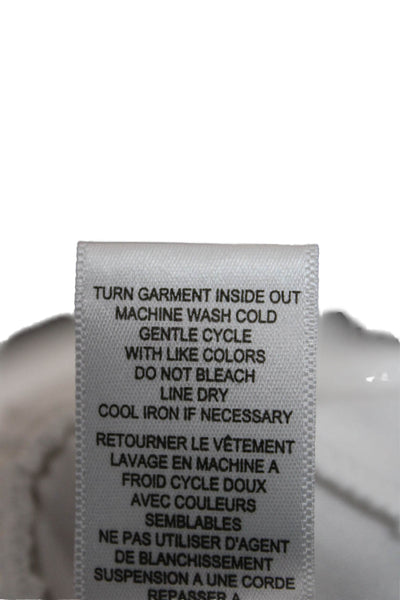 TURN GARMENT INSIDE OUT
MACHINE WASH COLD
GENTLE CYCLE
WITH LIKE COLORS
DO NOT BLEACH
LINE DRY
COOL IRON IF NECESSARY
RETOURNER LE VÊTEMENT
LAVAGE EN MACHINE A
FROID CYCLE DOUX
AVEC COULEURS
SEMBLABLES
NE PAS UTILISER D'AGENT
DE BLANCHISSEMENT
SUSPENSION A UNE CORDE
REPASSER A